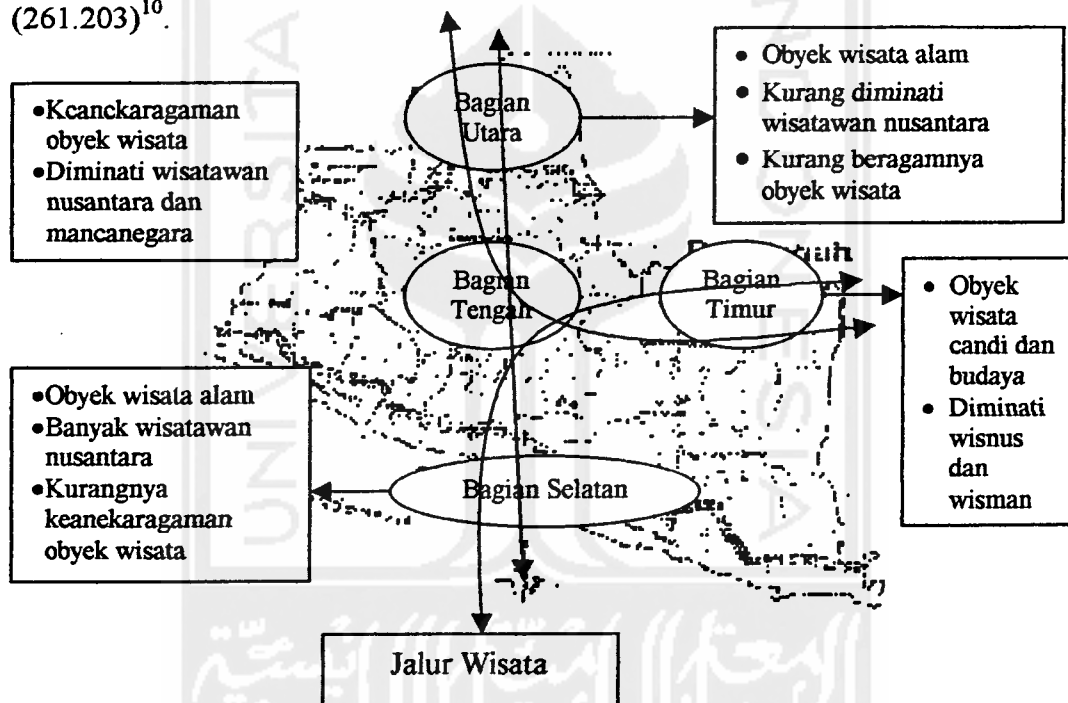 (261.203)¹⁰.
•Keanekaragaman
obyek wisata
•Diminati wisatawan
nusantara dan
mancanegara
Bagian
Utara
• Obyek wisata alam
• Kurang diminati
wisatawan nusantara
• Kurang beragamnya
obyek wisata
Bagian
Tengah
Bagian
Timur
• Obyek
wisata
candi dan
budaya
• Diminati
wisnus
dan
wisman
•Obyek wisata alam
•Banyak wisatawan
nusantara
•Kurangnya
keanekaragaman
obyek wisata
Bagian Selatan
Jalur Wisata
UNIVERSITA